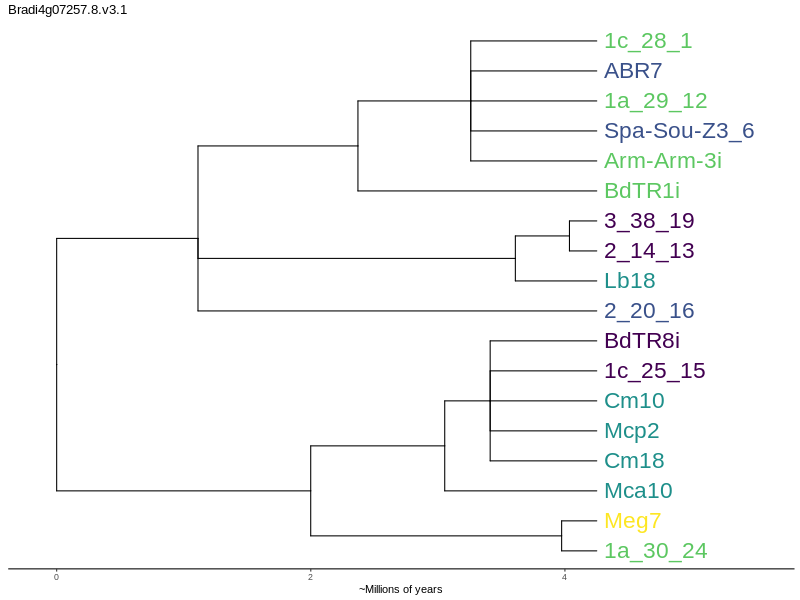 Bradi4g07257.8.v3.1
1c_28_1
ABR7
1a_29_12
Spa-Sou-Z3_6
Arm-Arm-3i
BdTR1i
3_38_19
2_14_13
Lb18
2_20_16
BdTR8i
1c_25_15
Cm10
Mcp2
Cm18
Mca10
Meg7
1a_30_24
0 2 4
~Millions of years